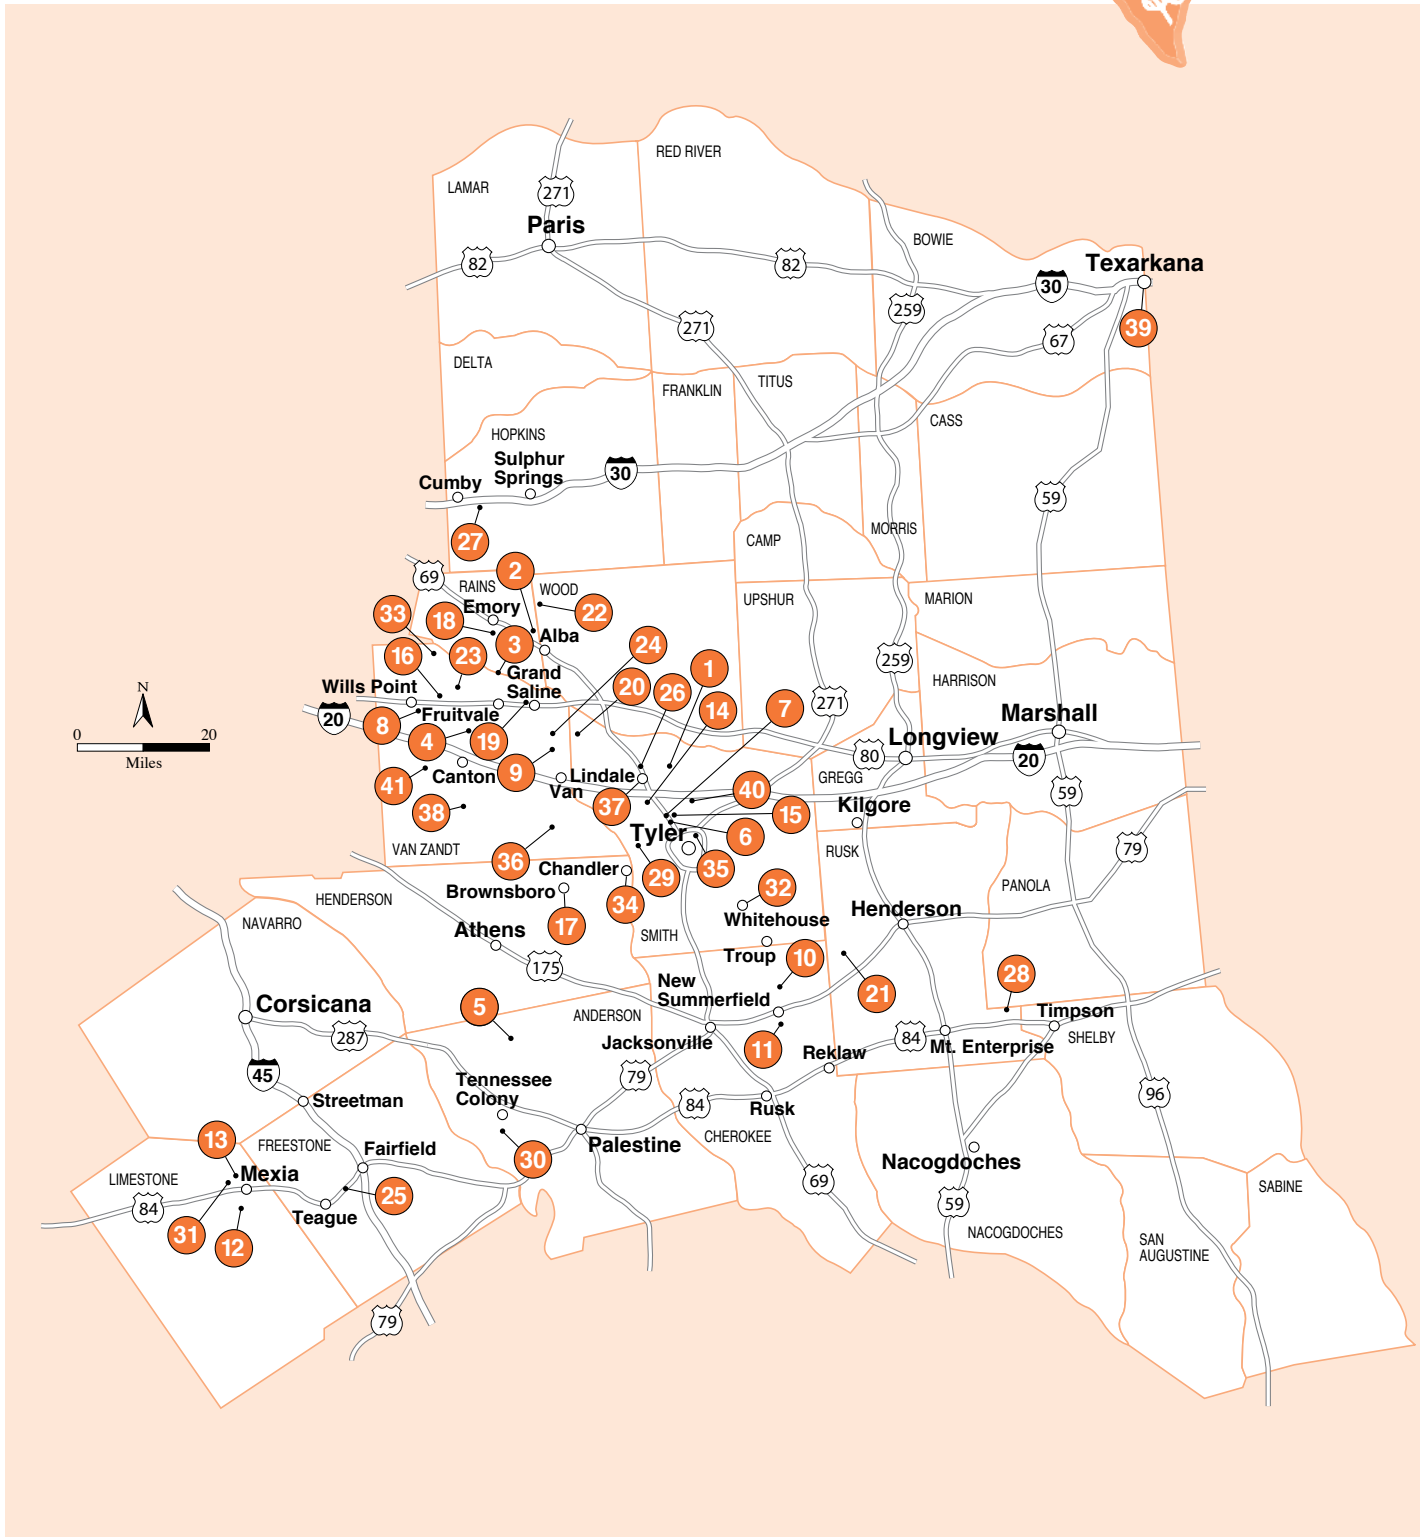 RED RIVER
LAMAR
271
Paris
BOWIE
82
82
Texarkana
30
259
271
39
67
DELTA
TITUS
FRANKLIN
CASS
HOPKINS
Sulphur
Springs
30
Cumby
59
MORRIS
27
CAMP
2
69
RAINS
WOOD
UPSHUR
MARION
Emory
22
33
18
Alba
3
24
16
23
259
1
Grand
Saline
HARRISON
Wills Point
20
26
N
271
14
7
Marshall
20
8
Fruitvale
0
20
4
19
Longview
80
20
Miles
9
Canton
Lindale
GREGG
41
Van
40
59
37
Kilgore
38
15
Tyler
6
VAN ZANDT
RUSK
79
36
Chandler
35
29
PANOLA
Brownsboro
32
HENDERSON
34
Henderson
Whitehouse
NAVARRO
17
Athens
SMITH
Troup
10
175
28
New
Summerfield
21
Corsicana
5
Timpson
ANDERSON
287
SHELBY
Jacksonville
11
84
Mt. Enterprise
Reklaw
45
79
Tennessee
Colony
96
Streetman
84
Rusk
13
CHEROKEE
FREESTONE
Palestine
Fairfield
Nacogdoches
30
LIMESTONE
Mexia
69
SABINE
25
84
59
Teague
31
12
NACOGDOCHES
SAN
AUGUSTINE
79